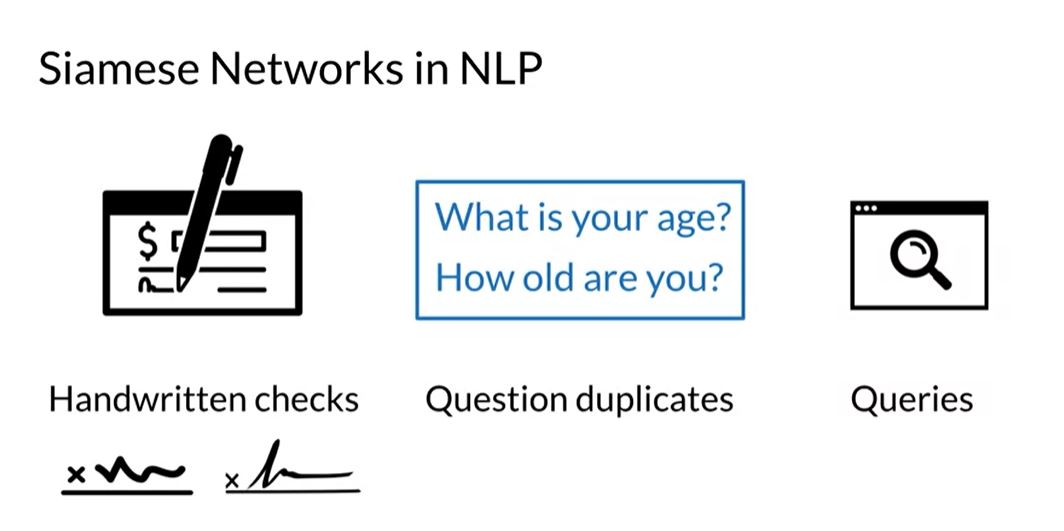 Siamese Networks in NLP
$
What is your age?
How old are you?
Handwritten checks
Question duplicates
Queries
x
x